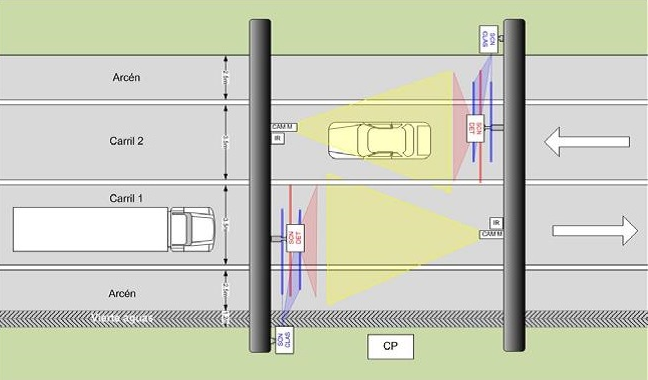 SCN
CLAS
Arcén
2.5m
Carril 2
3.5m
CAM M
IR
SCN
DET
Carril 1
3.5m
SCN
DET
IR
CAM M
Arcén
2.5m
Vierte aguas
SCN
CLAS
CP